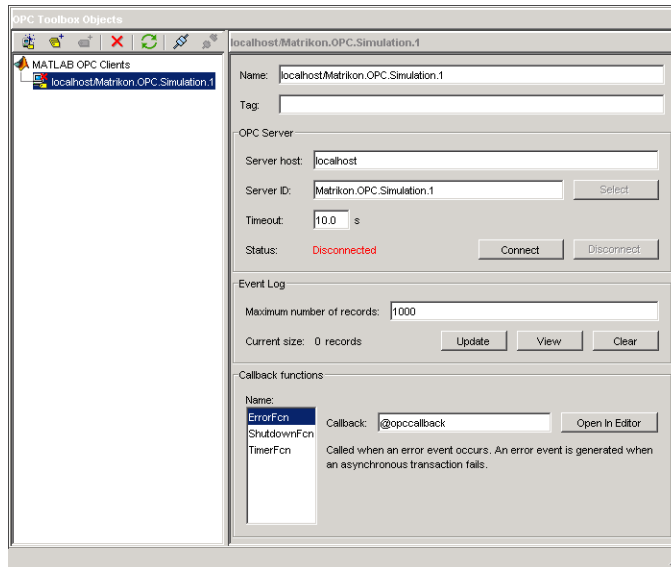 OPC Toolbox Objects
MATLAB OPC Clients
localhost/Matrikon.OPC.Simulation.1
localhost/Matrikon.OPC.Simulation.1
Name: localhost/Matrikon.OPC.Simulation.1
Tag:
OPC Server
Server host: localhost
Server ID: Matrikon.OPC.Simulation.1 Select
Timeout: 10.0 s
Status: Disconnected Connect Disconnect
Event Log
Maximum number of records: 1000
Current size: 0 records Update View Clear
Callback functions
Name:
ErrorFcn
ShutdownFcn
TimerFcn
Callback: @opccallback Open In Editor
Called when an error event occurs. An error event is generated when
an asynchronous transaction fails.